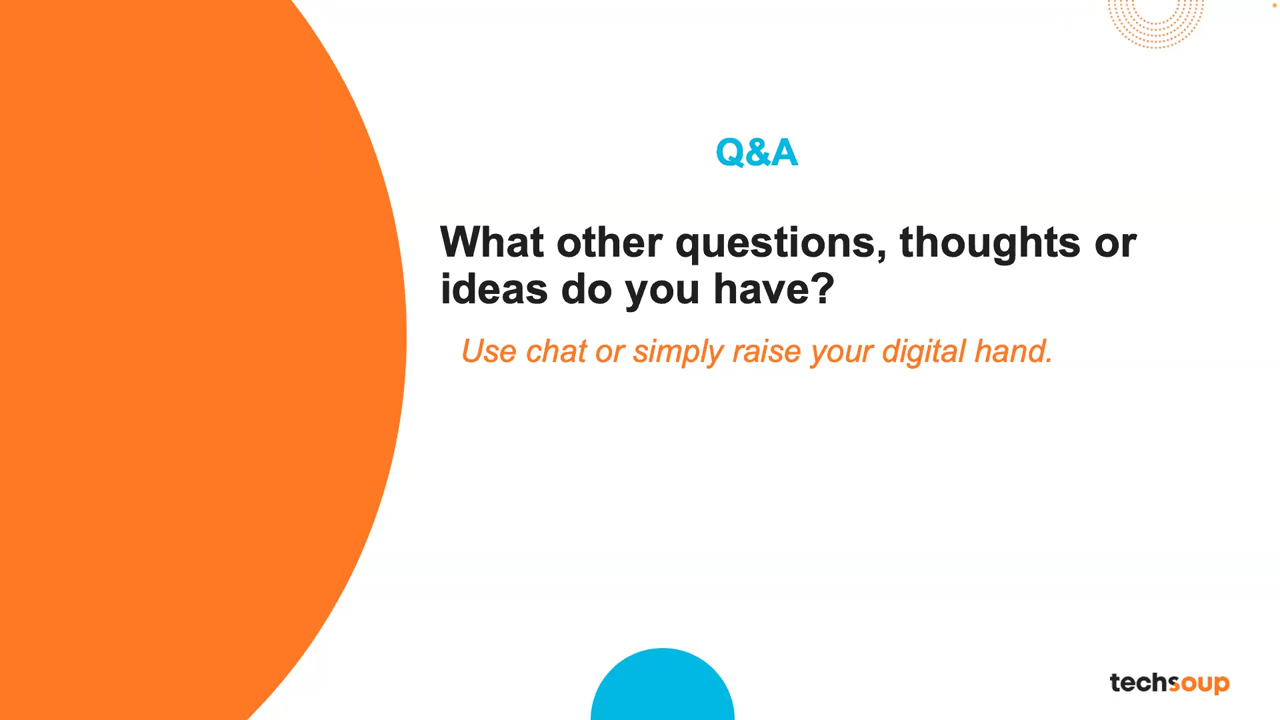 Q&A
What other questions, thoughts or
ideas do you have?
Use chat or simply raise your digital hand.
techsoup